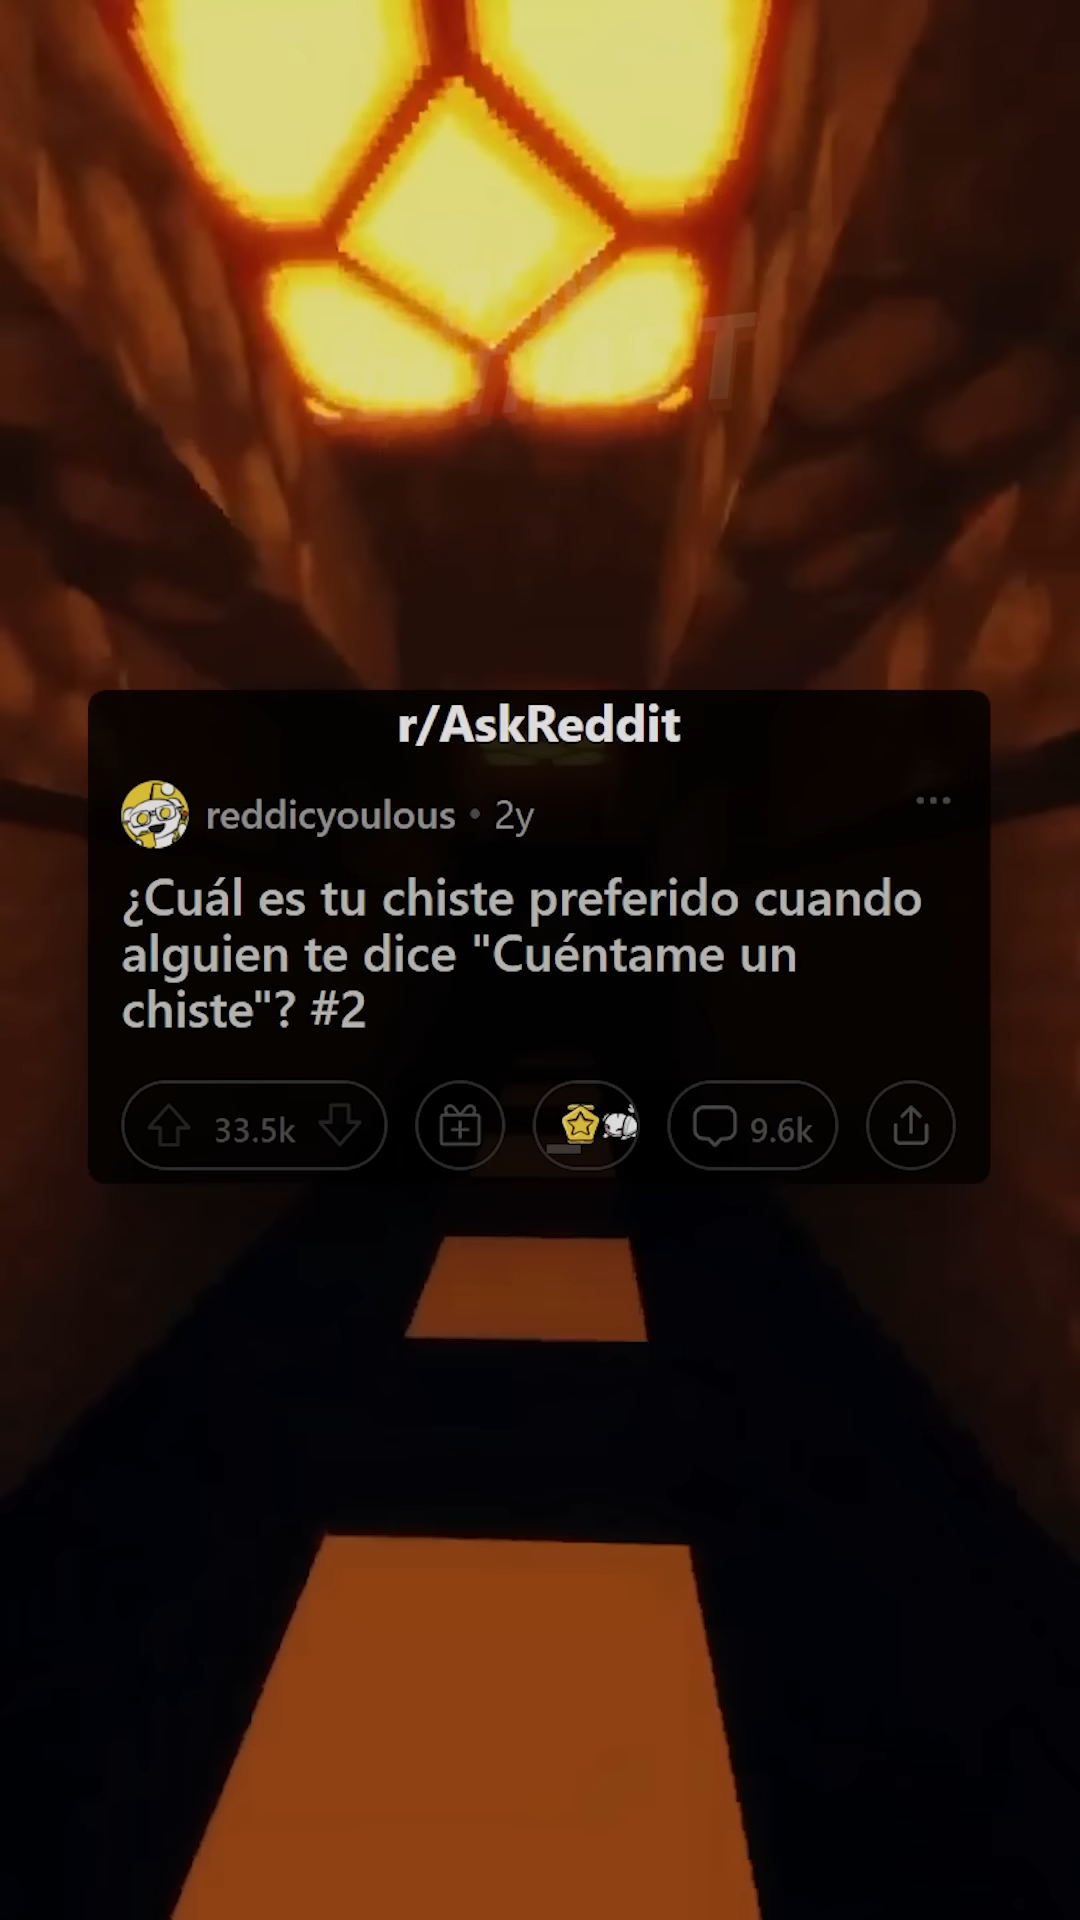 r/AskReddit
reddicyoulous • 2y
¿Cuál es tu chiste preferido cuando
alguien te dice "Cuéntame un
chiste"? #2
33.5k
9.6k